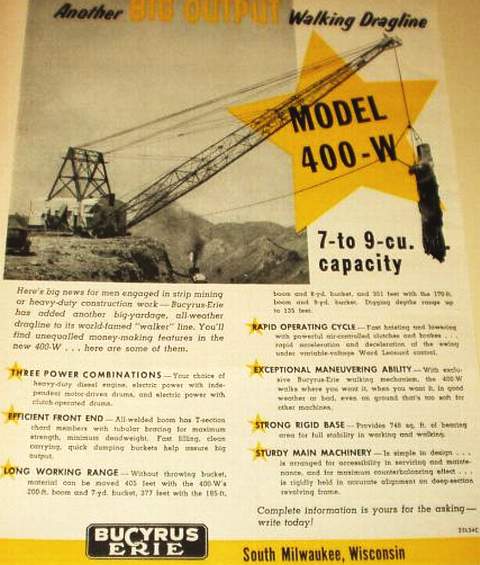 Another BIG OUTPUT Walking Dragline
MODEL
400-W
7-to 9-cu.
capacity
Here's big news for men engaged in strip mining
or heavy-duty construction work — Bucyrus-Erie
has added another big-yardage, all-weather
dragline to its world-famed "walker" line. You'll
find unequalled money-making features in the
new 400-W . . . here are some of them.
THREE POWER COMBINATIONS — Your choice of
heavy-duty diesel engine, electric power with inde-
pendent motor-driven drums, and electric power with
clutch-operated drums.
EFFICIENT FRONT END — All-welded boom has T-section
chord members with tubular bracing for maximum
strength, minimum deadweight. Fast filling, clean
carrying, quick dumping buckets help assure big
output.
LONG WORKING RANGE — Without throwing bucket,
material can be moved 405 feet with the 400-W's
200-ft. boom and 7-yd. bucket, 377 feet with the 185-ft.
boom and 8-yd. bucket, and 351 feet with the 170-ft.
boom and 9-yd. bucket. Digging depths range up
to 135 feet.
RAPID OPERATING CYCLE — Fast hoisting and lowering
with powerful air-controlled clutches and brakes . . .
rapid acceleration and deceleration of the swing
under variable-voltage Ward Leonard control.
EXCEPTIONAL MANEUVERING ABILITY — With exclu-
sive Bucyrus-Erie walking mechanism, the 400-W
walks where you want it, when you want it, in good
weather or bad, even on ground that's too soft for
other machines.
STRONG RIGID BASE — Provides 748 sq. ft. of bearing
area for full stability in working and walking.
STURDY MAIN MACHINERY — Is simple in design . . .
is arranged for accessibility in servicing and mainte-
nance, and for maximum counterbalancing effect . . .
is rigidly held in accurate alignment on deep-section
revolving frame.
Complete information is yours for the asking—
write today!
BUCYRUS
ERIE
South Milwaukee, Wisconsin